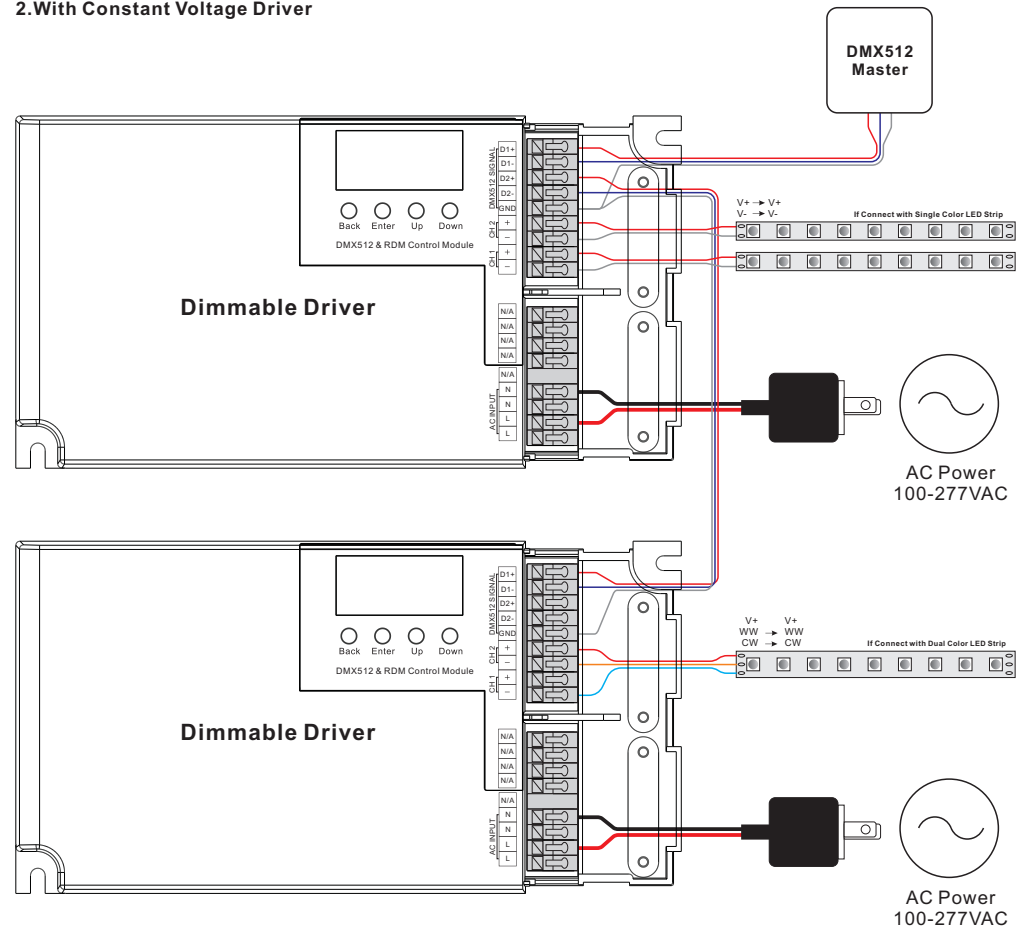 2.With Constant Voltage Driver
DMX512
Master
DMX512 SIGNAL
D1+
D1-
D2+
D2-
GND
CH 2
+
–
CH 1
+
–
Back Enter Up Down
DMX512 & RDM Control Module
V+ → V+
V- → V-
If Connect with Single Color LED Strip
Dimmable Driver
N/A
N/A
N/A
N/A
N/A
AC INPUT
N
N
L
L
AC Power
100-277VAC
DMX512 SIGNAL
D1+
D1-
D2+
D2-
GND
CH 2
+
–
CH 1
+
–
Back Enter Up Down
DMX512 & RDM Control Module
V+ V+
WW → WW
CW → CW
If Connect with Dual Color LED Strip
Dimmable Driver
N/A
N/A
N/A
N/A
N/A
AC INPUT
N
N
L
L
AC Power
100-277VAC